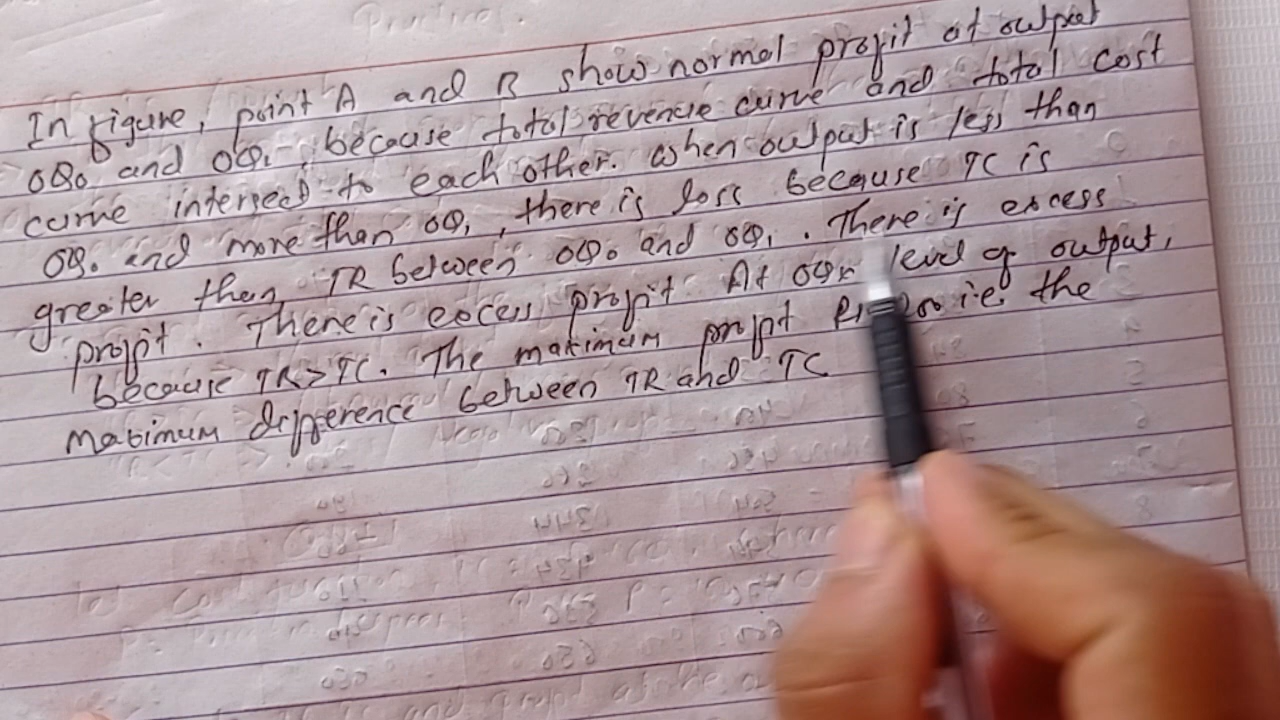 In figure, point A and B show normal profit at output
OQ₀ and OQ₁, because total revenue curve and total cost
curve intersect to each other. When output is less than
OQ₀ and more than OQ₁, there is loss because TC is
greater then TR between OQ₀ and OQ₁. There is excess
profit. There is excess profit At OQ level of output,
because TR>TC. The maximum profit i.e. the
Maximum difference between TR and TC